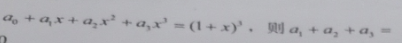 a₀ + a₁x + a₂x² + a₃x³ = (1 + x)³ , 则 a₁ + a₂ + a₃ =